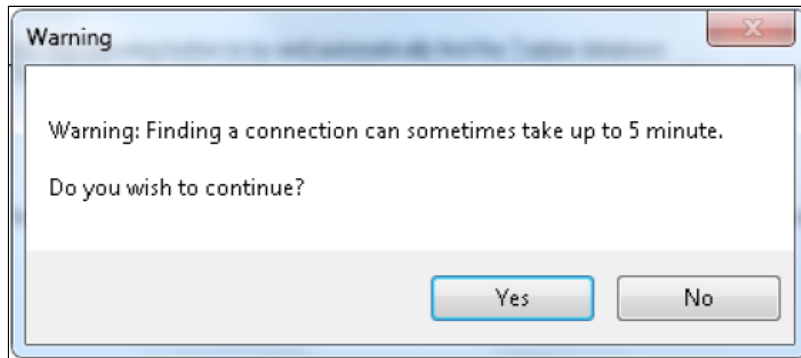 Warning
Warning: Finding a connection can sometimes take up to 5 minute.
Do you wish to continue?
Yes
No